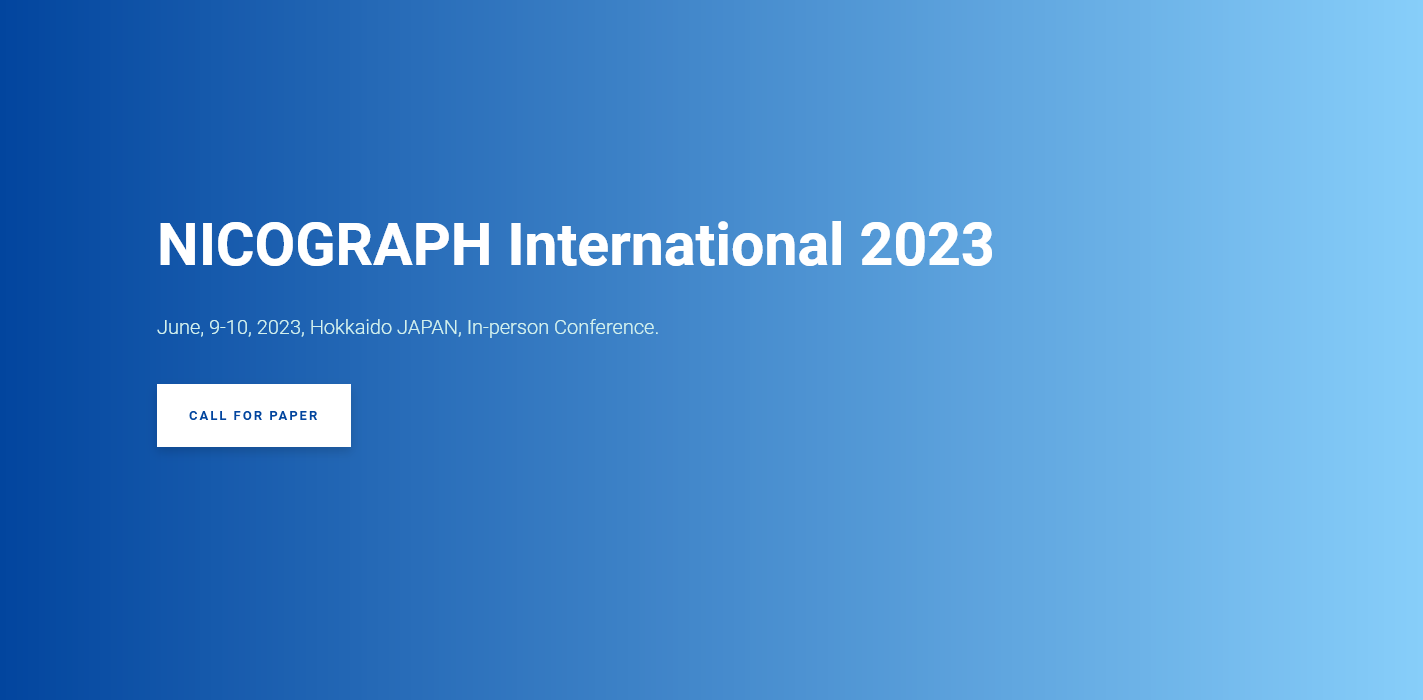 NICOGRAPH International 2023
June, 9-10, 2023, Hokkaido JAPAN, In-person Conference.
CALL FOR PAPER